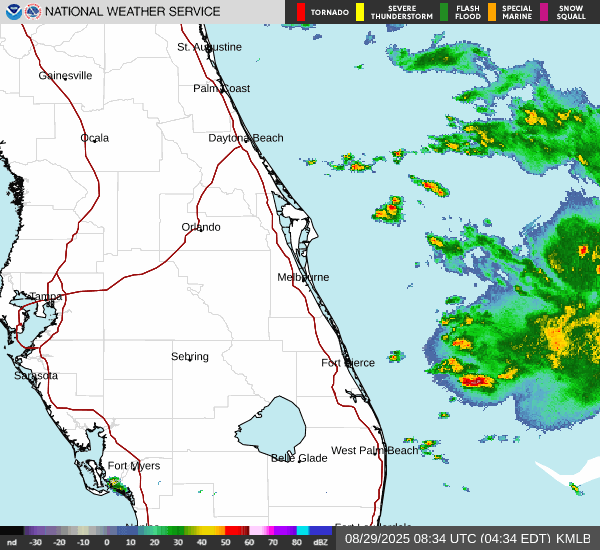 NATIONAL WEATHER SERVICE
TORNADO
SEVERE
THUNDERSTORM
FLASH
FLOOD
SPECIAL
MARINE
SNOW
SQUALL
St. Augustine
Gainesville
Palm Coast
Ocala
Daytona Beach
Orlando
Melbourne
Tampa
Sebring
Fort Pierce
Sarasota
West Palm Beach
Belle Glade
Fort Myers
nd -30 -20 -10 0 10 20 30 40 50 60 70 80 dBZ
08/29/2025 08:34 UTC (04:34 EDT) KMLB